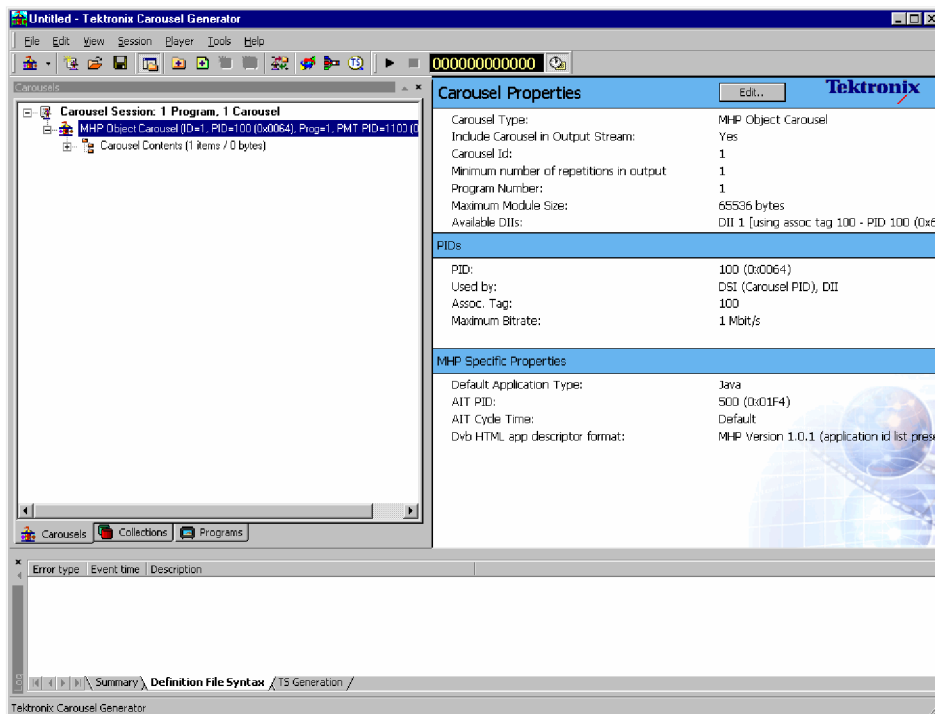 Untitled - Tektronix Carousel Generator
File Edit View Session Player Tools Help
TS
000000000000
Carousels
Carousel Session: 1 Program, 1 Carousel
MHP Object Carousel (ID=1, PID=100 (0x0064), Prog=1, PMT PID=1100 (0
Carousel Contents (1 items / 0 bytes)
Carousels Collections Programs
Carousel Properties Edit.. Tektronix
Carousel Type: MHP Object Carousel
Include Carousel in Output Stream: Yes
Carousel Id: 1
Minimum number of repetitions in output 1
Program Number: 1
Maximum Module Size: 65536 bytes
Available DIIs: DII 1 [using assoc tag 100 - PID 100 (0x6
PIDs
PID: 100 (0x0064)
Used by: DSI (Carousel PID), DII
Assoc. Tag: 100
Maximum Bitrate: 1 Mbit/s
MHP Specific Properties
Default Application Type: Java
AIT PID: 500 (0x01F4)
AIT Cycle Time: Default
Dvb HTML app descriptor format: MHP Version 1.0.1 (application id list prese
Error type Event time Description
Log
Summary Definition File Syntax TS Generation
Tektronix Carousel Generator